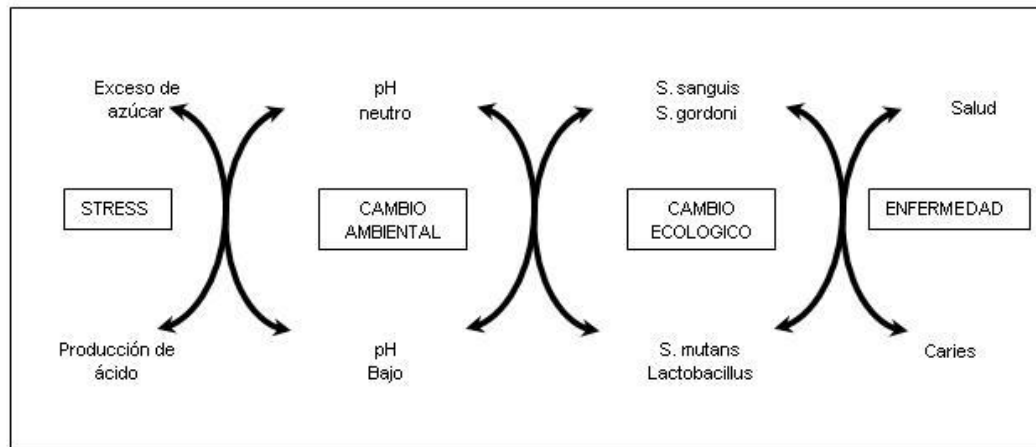 Exceso de
azúcar
pH
neutro
S. sanguis
S. gordoni
Salud
STRESS
CAMBIO
AMBIENTAL
CAMBIO
ECOLOGICO
ENFERMEDAD
Producción de
ácido
pH
Bajo
S. mutans
Lactobacillus
Caries